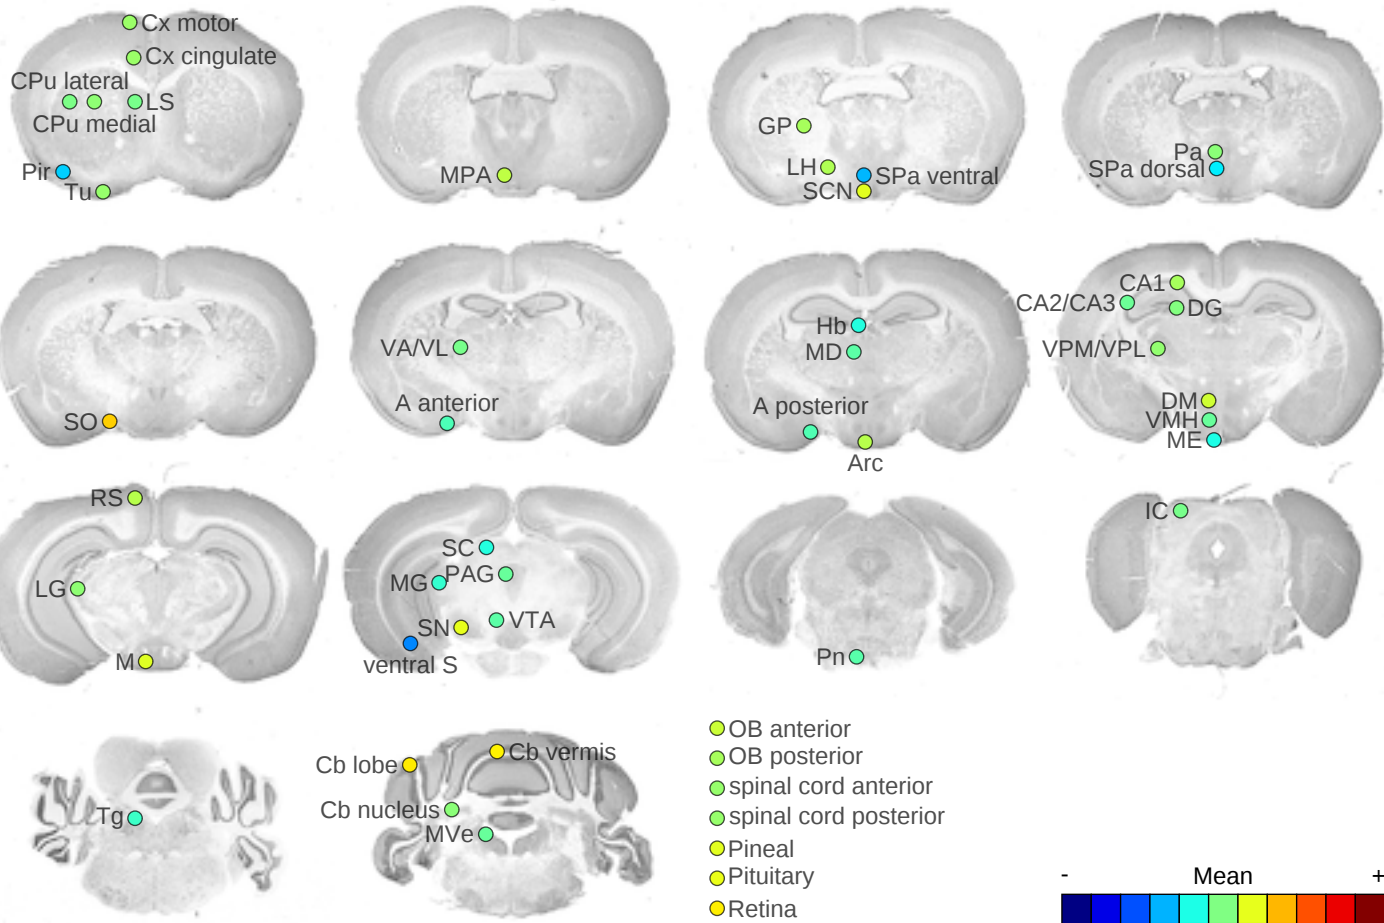 Cx motor
Cx cingulate
CPu lateral
LS
CPu medial
Pir
Tu
MPA
GP
LH
SPa ventral
SCN
Pa
SPa dorsal
SO
VA/VL
A anterior
Hb
MD
A posterior
Arc
CA1
CA2/CA3
DG
VPM/VPL
DM
VMH
ME
RS
LG
M
SC
MG
PAG
SN
VTA
ventral S
Pn
IC
Tg
Cb lobe
Cb vermis
Cb nucleus
MVe
OB anterior
OB posterior
spinal cord anterior
spinal cord posterior
Pineal
Pituitary
Retina
- Mean +